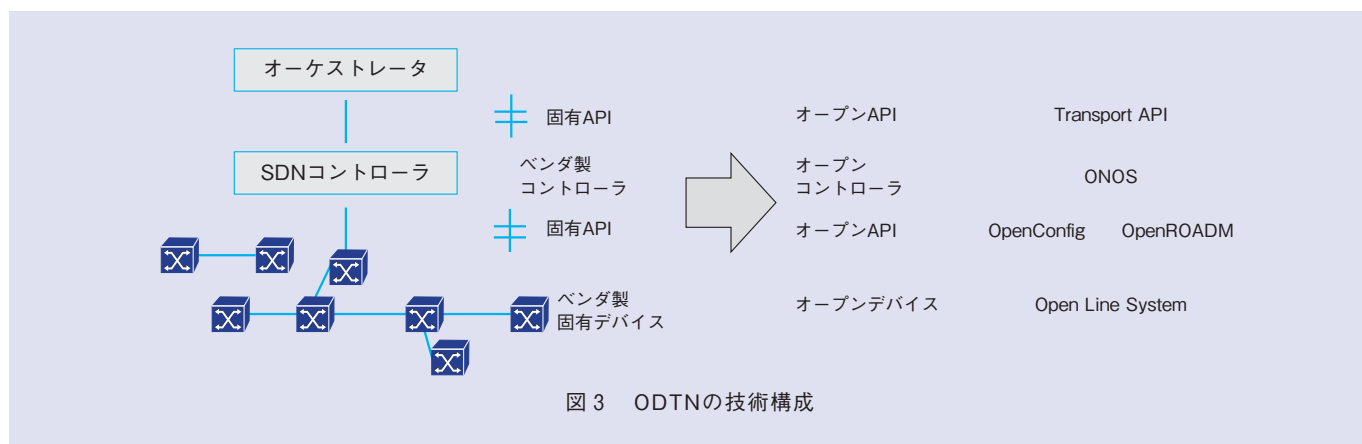 オーケストレータ
固有API
オープンAPI
Transport API
SDNコントローラ
ベンダ製
コントローラ
オープン
コントローラ
ONOS
固有API
オープンAPI
OpenConfig
OpenROADM
ベンダ製
固有デバイス
オープンデバイス
Open Line System
図3 ODTNの技術構成